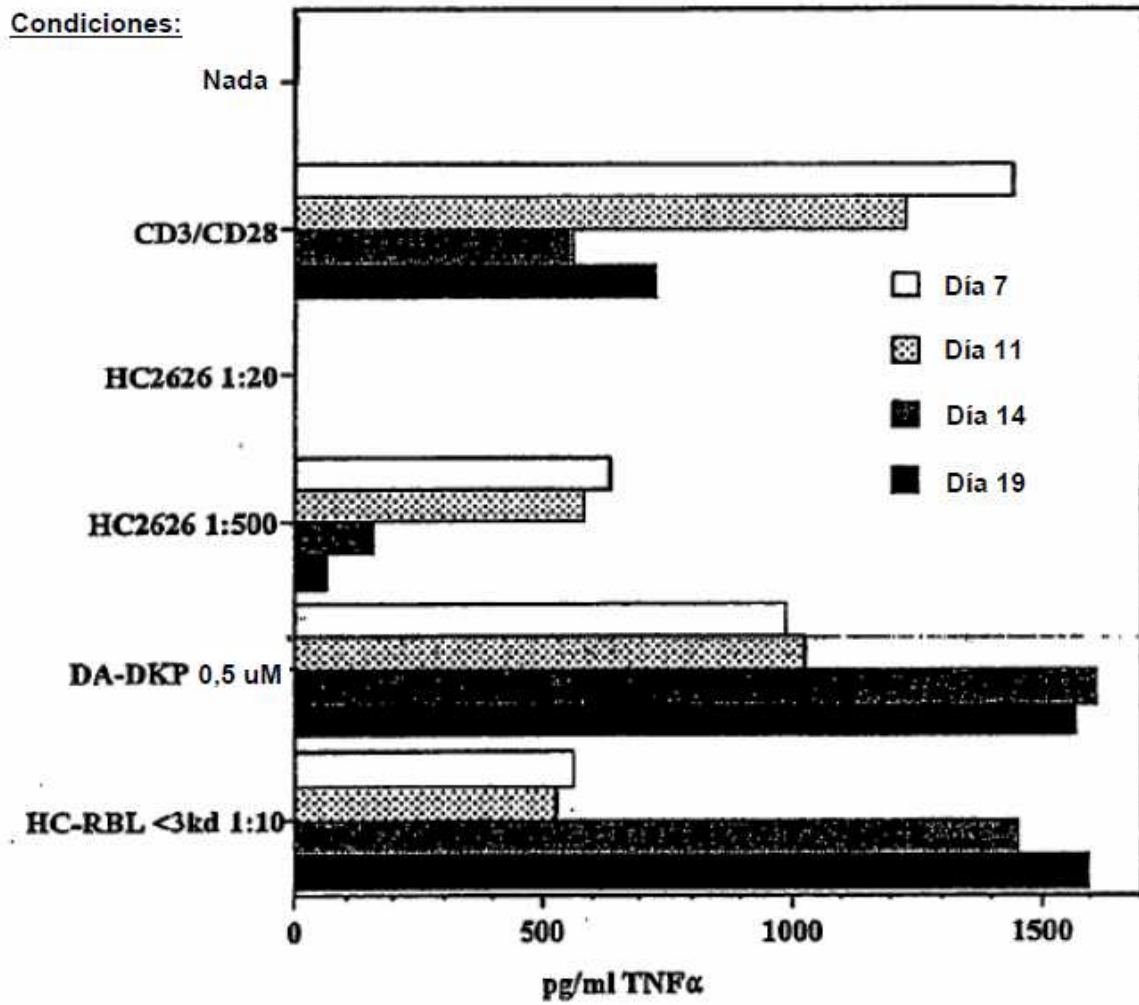 Condiciones:
Nada
CD3/CD28
HC2626 1:20
HC2626 1:500
DA-DKP 0,5 uM
HC-RBL <3kd 1:10
Día 7
Día 11
Día 14
Día 19
0 500 1000 1500
pg/ml TNFα